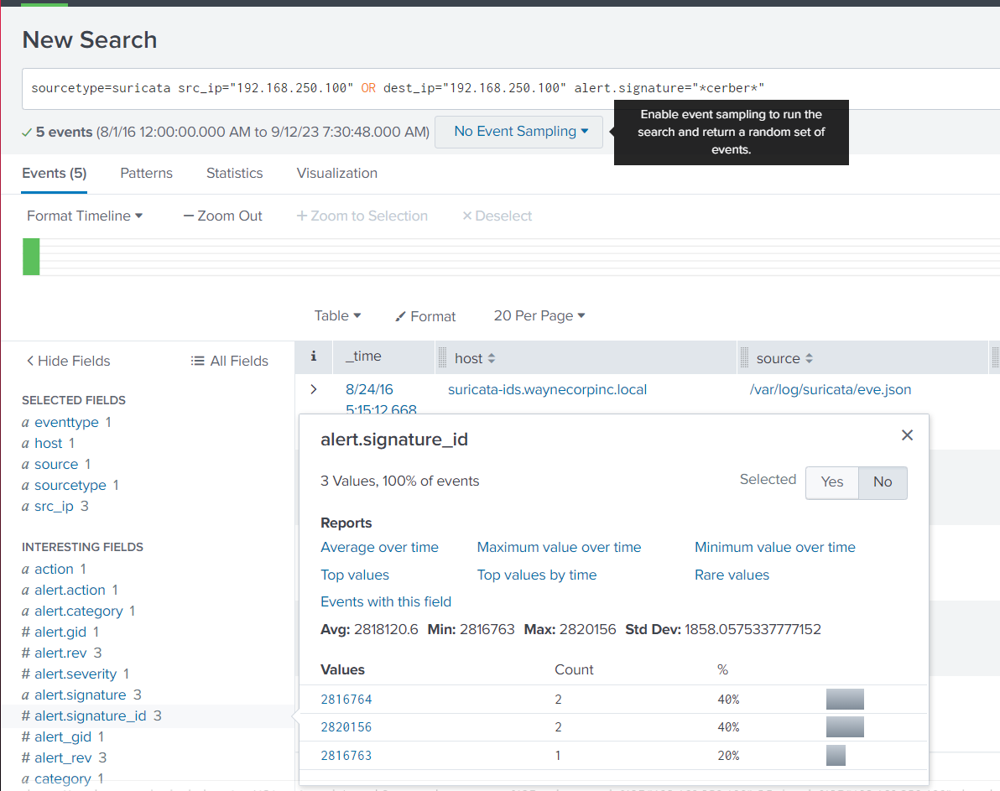 New Search
sourcetype=suricata src_ip="192.168.250.100" OR dest_ip="192.168.250.100" alert.signature="*cerber*"
Enable event sampling to run the
search and return a random set of
events.
✓ 5 events (8/1/16 12:00:00.000 AM to 9/12/23 7:30:48.000 AM) No Event Sampling
Events (5) Patterns Statistics Visualization
Format Timeline — Zoom Out + Zoom to Selection × Deselect
Table Format 20 Per Page
< Hide Fields All Fields
i _time host source
SELECTED FIELDS
a eventtype 1
a host 1
a source 1
a sourcetype 1
a src_ip 3
INTERESTING FIELDS
a action 1
a alert.action 1
a alert.category 1
# alert.gid 1
# alert.rev 3
# alert.severity 1
a alert.signature 3
# alert.signature_id 3
# alert_gid 1
# alert_rev 3
a category 1
> 8/24/16 suricata-ids.waynecorpinc.local /var/log/suricata/eve.json
5:15:12.668
alert.signature_id ×
3 Values, 100% of events Selected Yes No
Reports
Average over time Maximum value over time Minimum value over time
Top values Top values by time Rare values
Events with this field
Avg: 2818120.6 Min: 2816763 Max: 2820156 Std Dev: 1858.0575337777152
Values Count %
2816764 2 40%
2820156 2 40%
2816763 1 20%